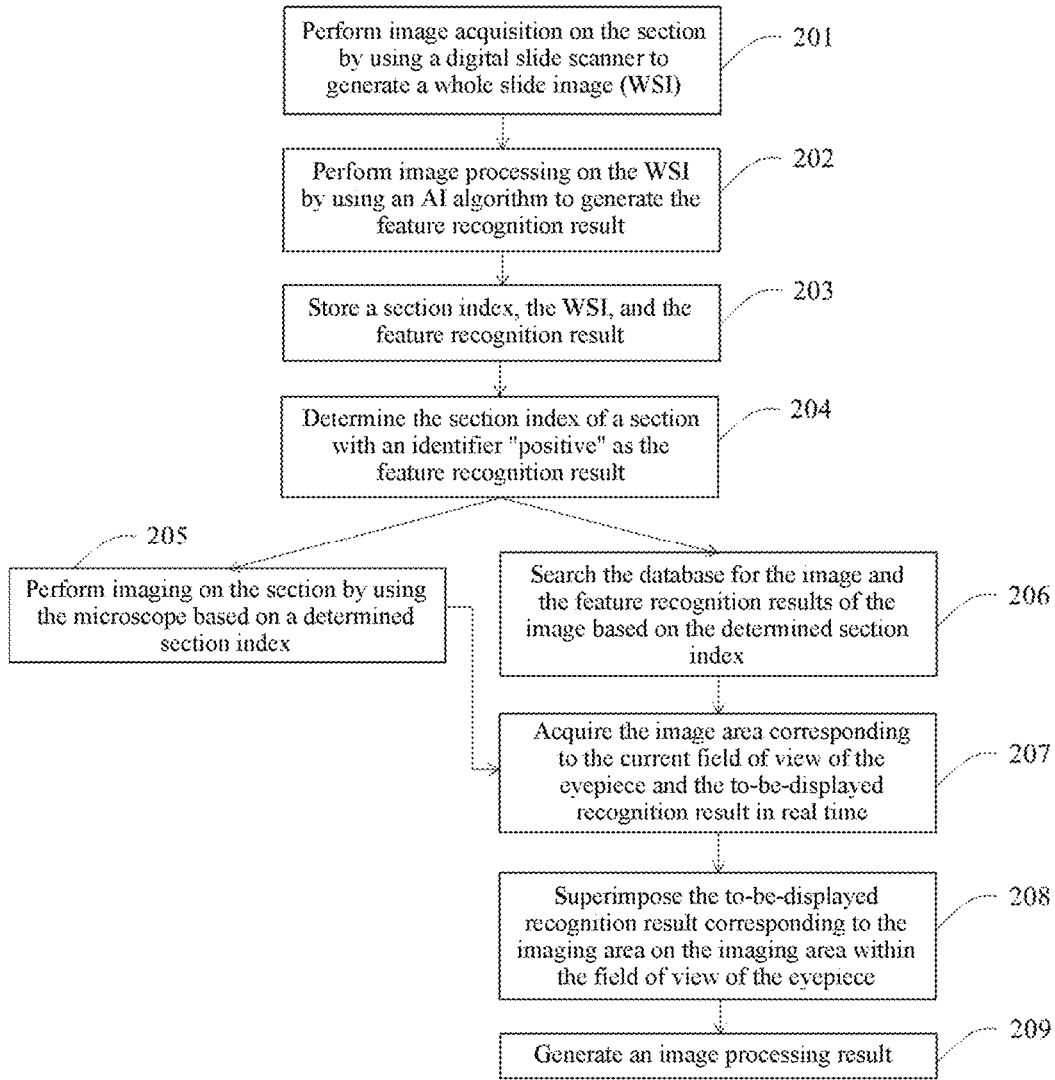 Perform image acquisition on the section
by using a digital slide scanner to
generate a whole slide image (WSI)
201
Perform image processing on the WSI
by using an AI algorithm to generate the
feature recognition result
202
Store a section index, the WSI, and the
feature recognition result
203
Determine the section index of a section
with an identifier "positive" as the
feature recognition result
204
205
Perform imaging on the section by using
the microscope based on a determined
section index
Search the database for the image and
the feature recognition results of the
image based on the determined section
index
206
Acquire the image area corresponding
to the current field of view of the
eyepiece and the to-be-displayed
recognition result in real time
207
Superimpose the to-be-displayed
recognition result corresponding to the
imaging area on the imaging area within
the field of view of the eyepiece
208
Generate an image processing result
209